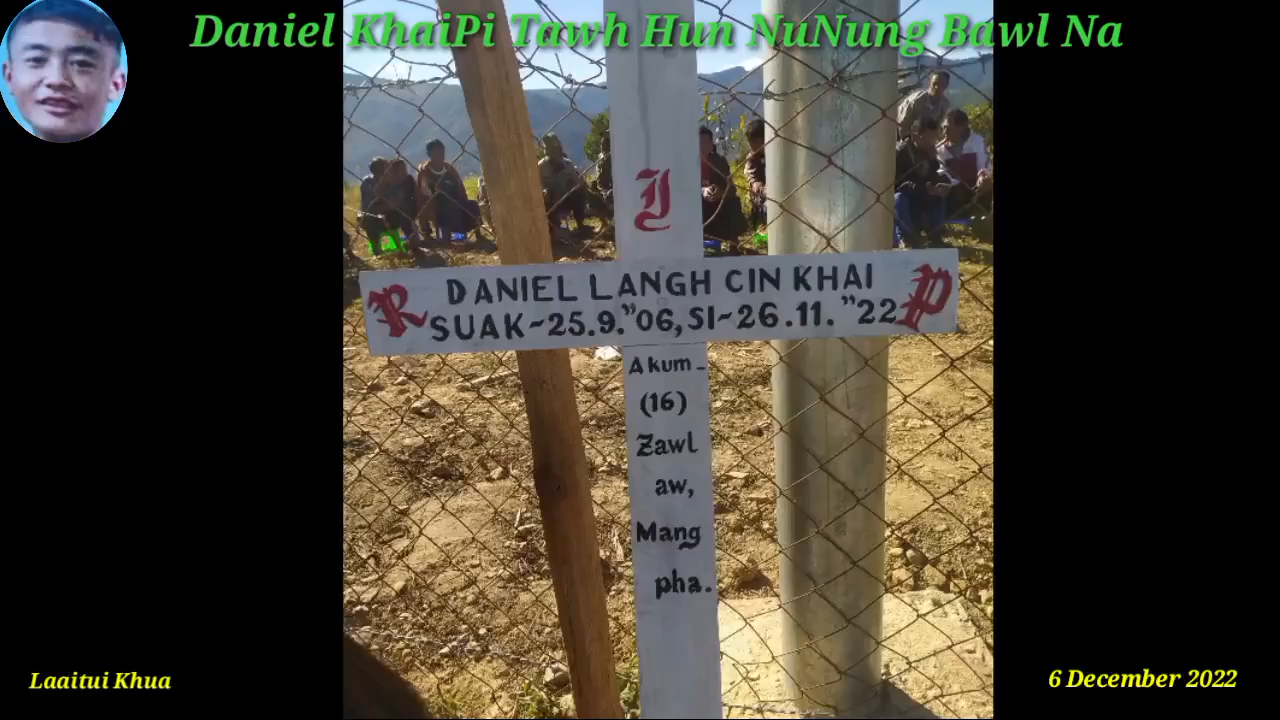 Daniel KhaiPi Tawh Hun NuNung Bawl Na
I
R
DANIEL LANGH CIN KHAI
SUAK~25.9."06, SI~26.11."22
P
Akum-
(16)
Zawl
aw,
Mang
pha.
Laaitui Khua
6 December 2022